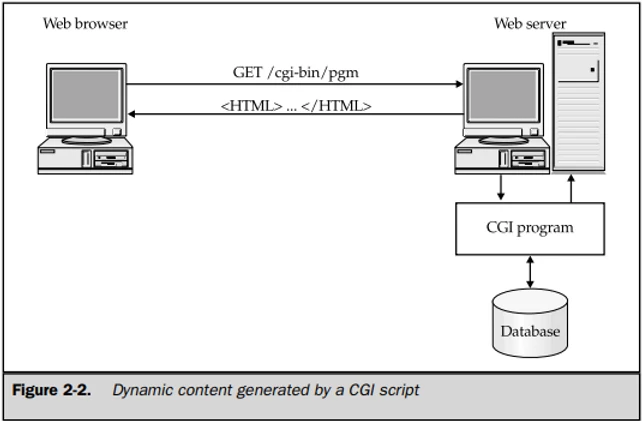 Web browser
Web server
GET /cgi-bin/pgm
<HTML> ... </HTML>
CGI program
Database
Figure 2-2. Dynamic content generated by a CGI script